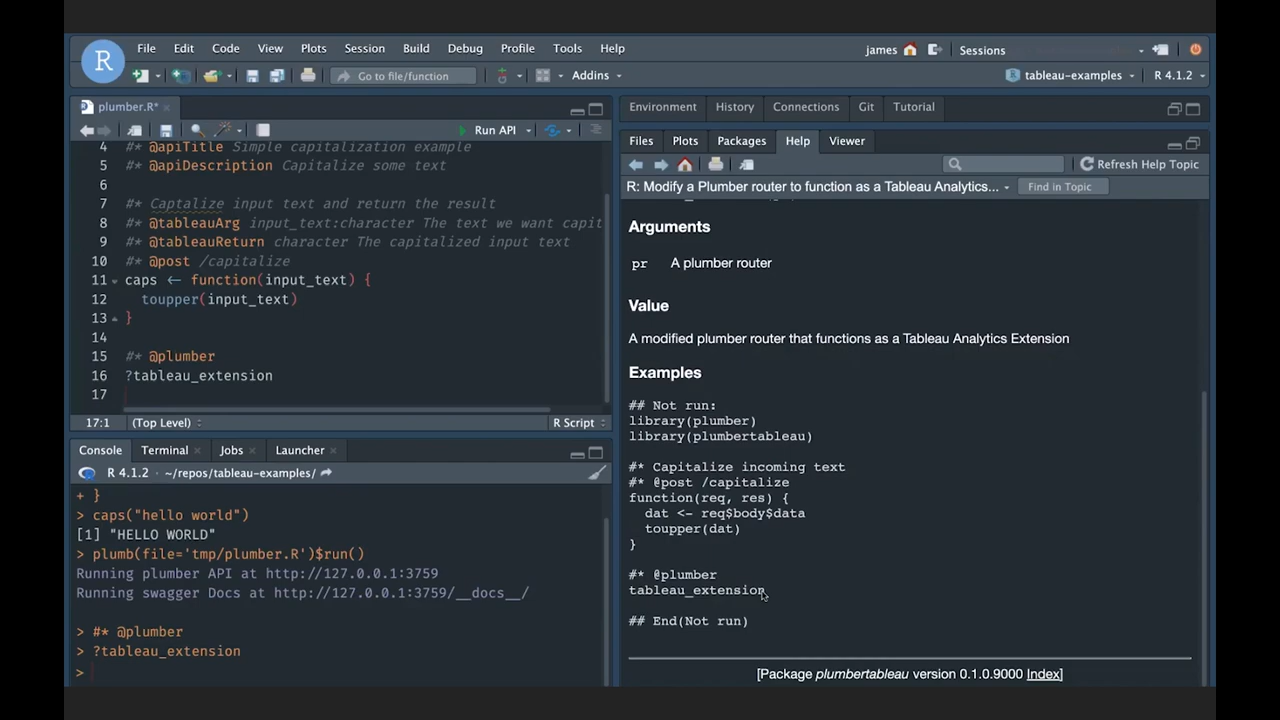 R File Edit Code View Plots Session Build Debug Profile Tools Help james Sessions
Go to file/function Addins tableau-examples R 4.1.2
plumber.R*
Run API
4 #* @apiTitle Simple capitalization example
5 #* @apiDescription Capitalize some text
6
7 #* Captalize input text and return the result
8 #* @tableauArg input_text:character The text we want capit
9 #* @tableauReturn character The capitalized input text
10 #* @post /capitalize
11 caps ← function(input_text) {
12 toupper(input_text)
13 }
14
15 #* @plumber
16 ?tableau_extension
17
17:1 (Top Level) R Script
Console Terminal Jobs Launcher
R 4.1.2 · ~/repos/tableau-examples/
+ }
> caps("hello world")
[1] "HELLO WORLD"
> plumb(file='tmp/plumber.R')$run()
Running plumber API at http://127.0.0.1:3759
Running swagger Docs at http://127.0.0.1:3759/__docs__/
> #* @plumber
> ?tableau_extension
>
Environment History Connections Git Tutorial
Files Plots Packages Help Viewer
Refresh Help Topic
R: Modify a Plumber router to function as a Tableau Analytics... Find in Topic
Arguments
pr A plumber router
Value
A modified plumber router that functions as a Tableau Analytics Extension
Examples
## Not run:
library(plumber)
library(plumbertableau)
#* Capitalize incoming text
#* @post /capitalize
function(req, res) {
dat <- req$body$data
toupper(dat)
}
#* @plumber
tableau_extension
## End(Not run)
[Package plumbertableau version 0.1.0.9000 Index]